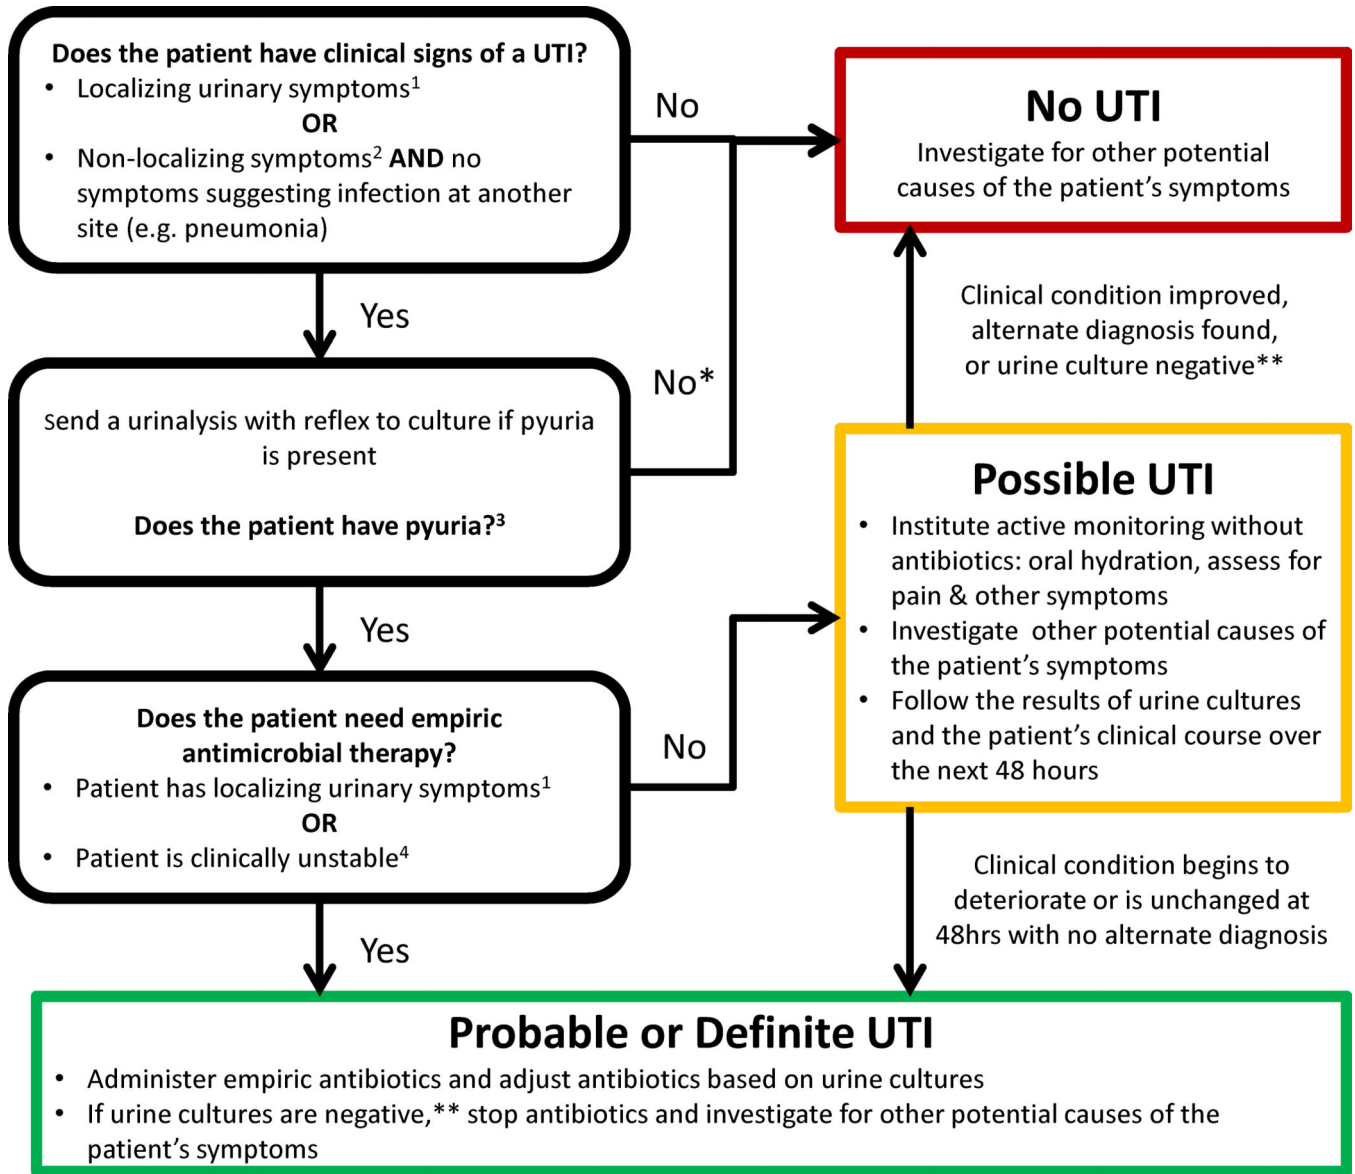 Does the patient have clinical signs of a UTI?
• Localizing urinary symptoms¹
OR
• Non-localizing symptoms² AND no
symptoms suggesting infection at another
site (e.g. pneumonia)
No
No UTI
Investigate for other potential
causes of the patient's symptoms
Yes
Send a urinalysis with reflex to culture if pyuria
is present
Does the patient have pyuria?³
No*
Clinical condition improved,
alternate diagnosis found,
or urine culture negative**
Yes
Does the patient need empiric
antimicrobial therapy?
• Patient has localizing urinary symptoms¹
OR
• Patient is clinically unstable⁴
No
Possible UTI
• Institute active monitoring without
antibiotics: oral hydration, assess for
pain & other symptoms
• Investigate other potential causes of
the patient's symptoms
• Follow the results of urine cultures
and the patient's clinical course over
the next 48 hours
Yes
Clinical condition begins to
deteriorate or is unchanged at
48hrs with no alternate diagnosis
Probable or Definite UTI
• Administer empiric antibiotics and adjust antibiotics based on urine cultures
• If urine cultures are negative,** stop antibiotics and investigate for other potential causes of the
patient's symptoms